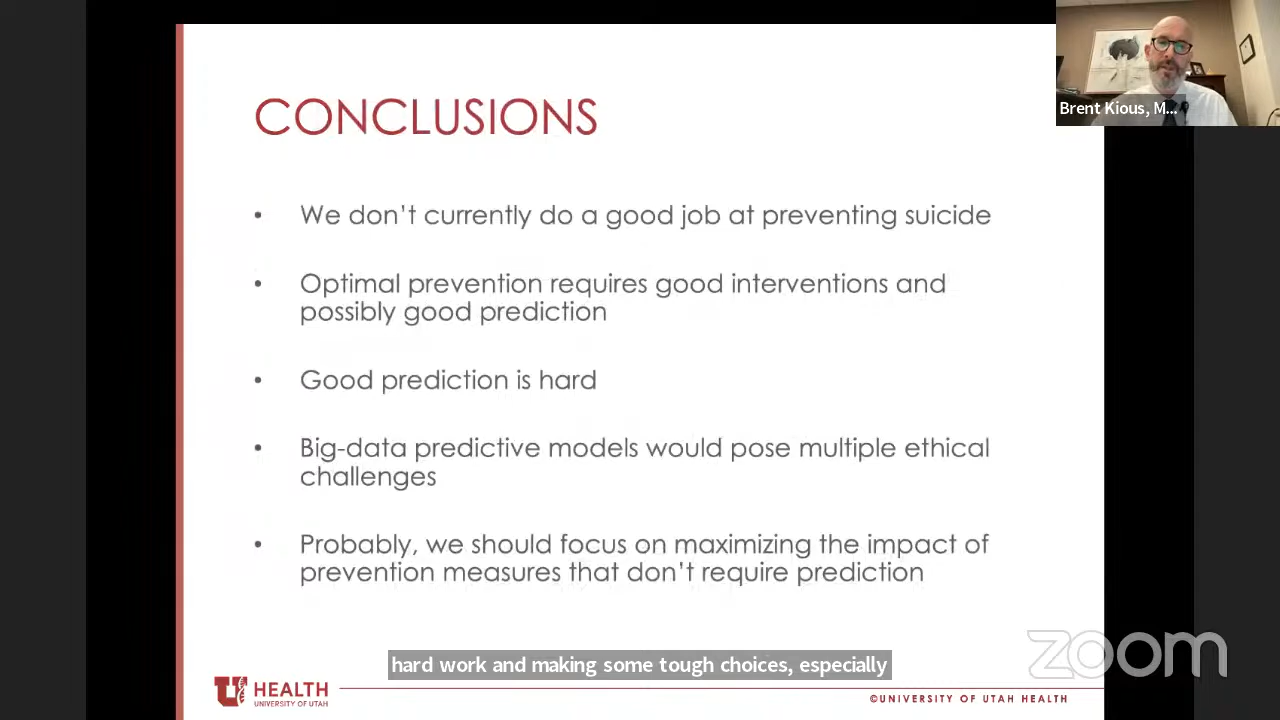 Brent Kious, M...
CONCLUSIONS
• We don't currently do a good job at preventing suicide
• Optimal prevention requires good interventions and
possibly good prediction
• Good prediction is hard
• Big-data predictive models would pose multiple ethical
challenges
• Probably, we should focus on maximizing the impact of
prevention measures that don't require prediction
hard work and making some tough choices, especially
zoom
U HEALTH
UNIVERSITY OF UTAH
©UNIVERSITY OF UTAH HEALTH